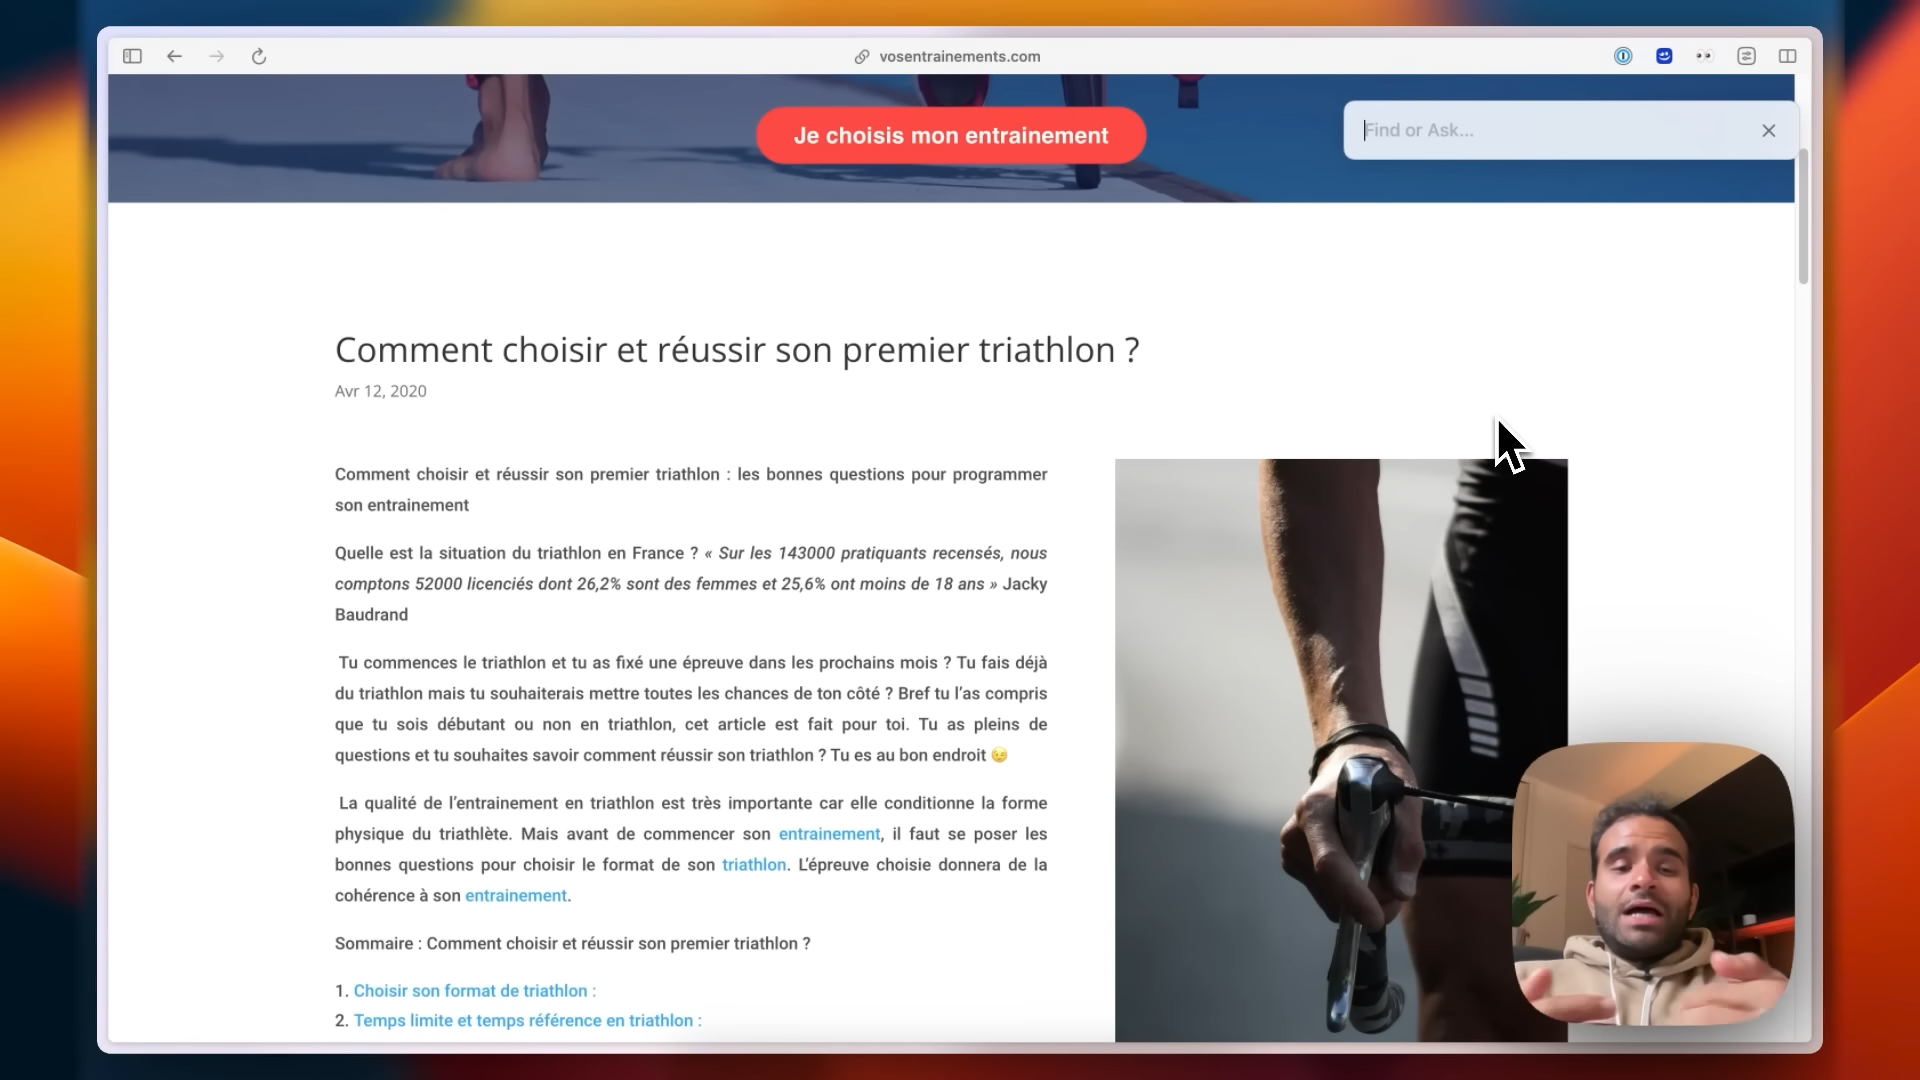 vosentrainements.com
Je choisis mon entrainement
Find or Ask...
Comment choisir et réussir son premier triathlon ?
Avr 12, 2020
Comment choisir et réussir son premier triathlon : les bonnes questions pour programmer
son entrainement
Quelle est la situation du triathlon en France ? « Sur les 143000 pratiquants recensés, nous
comptons 52000 licenciés dont 26,2% sont des femmes et 25,6% ont moins de 18 ans » Jacky
Baudrand
Tu commences le triathlon et tu as fixé une épreuve dans les prochains mois ? Tu fais déjà
du triathlon mais tu souhaiterais mettre toutes les chances de ton côté ? Bref tu l’as compris
que tu sois débutant ou non en triathlon, cet article est fait pour toi. Tu as pleins de
questions et tu souhaites savoir comment réussir son triathlon ? Tu es au bon endroit 😉
La qualité de l’entrainement en triathlon est très importante car elle conditionne la forme
physique du triathlète. Mais avant de commencer son entrainement, il faut se poser les
bonnes questions pour choisir le format de son triathlon. L’épreuve choisie donnera de la
cohérence à son entrainement.
Sommaire : Comment choisir et réussir son premier triathlon ?
1. Choisir son format de triathlon :
2. Temps limite et temps référence en triathlon :